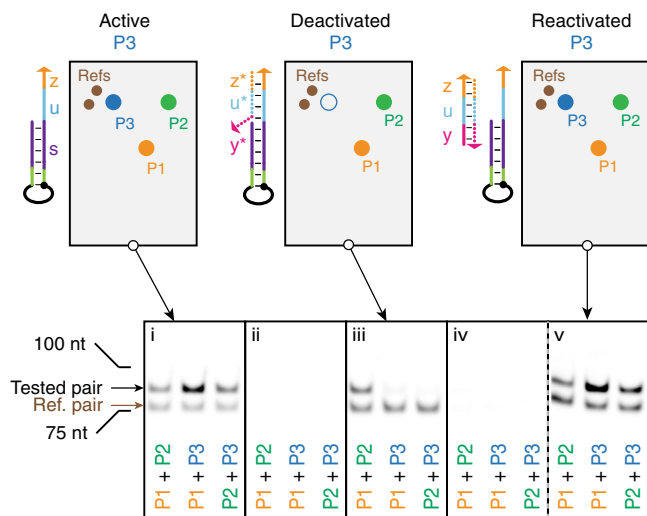 Active
P3
Deactivated
P3
Reactivated
P3
z
u
s
Refs
P3
P2
P1
z*
u*
y*
Refs
P2
P1
z
u
y
Refs
P3
P2
P1
100 nt
Tested pair
Ref. pair
75 nt
i
ii
iii
iv
v
P1 + P2
P1 + P3
P2 + P3
P1 + P2
P1 + P3
P2 + P3
P1 + P2
P1 + P3
P2 + P3
P1 + P2
P1 + P3
P2 + P3
P1 + P2
P1 + P3
P2 + P3